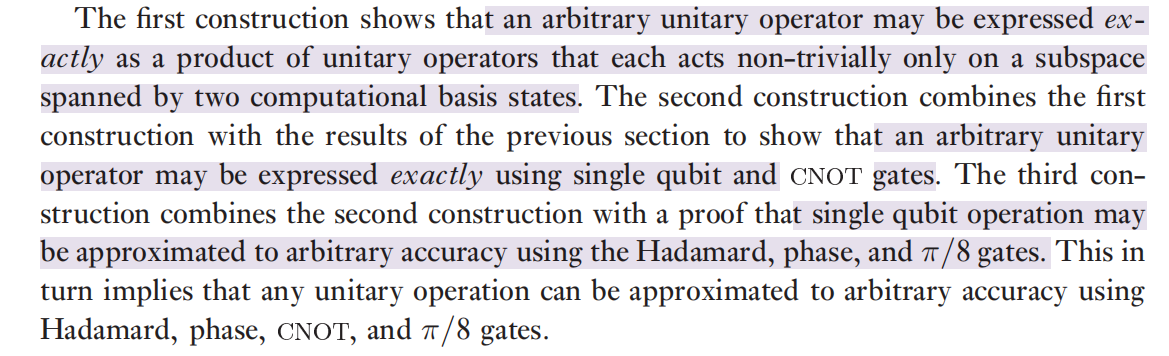 The first construction shows that an arbitrary unitary operator may be expressed ex-
actly as a product of unitary operators that each acts non-trivially only on a subspace
spanned by two computational basis states. The second construction combines the first
construction with the results of the previous section to show that an arbitrary unitary
operator may be expressed exactly using single qubit and CNOT gates. The third con-
struction combines the second construction with a proof that single qubit operation may
be approximated to arbitrary accuracy using the Hadamard, phase, and π/8 gates. This in
turn implies that any unitary operation can be approximated to arbitrary accuracy using
Hadamard, phase, CNOT, and π/8 gates.